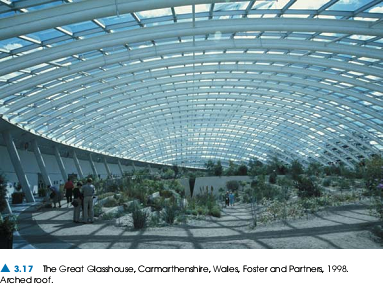 ▲ 3.17 The Great Glasshouse, Carmarthenshire, Wales, Foster and Partners, 1998.
Arched roof.